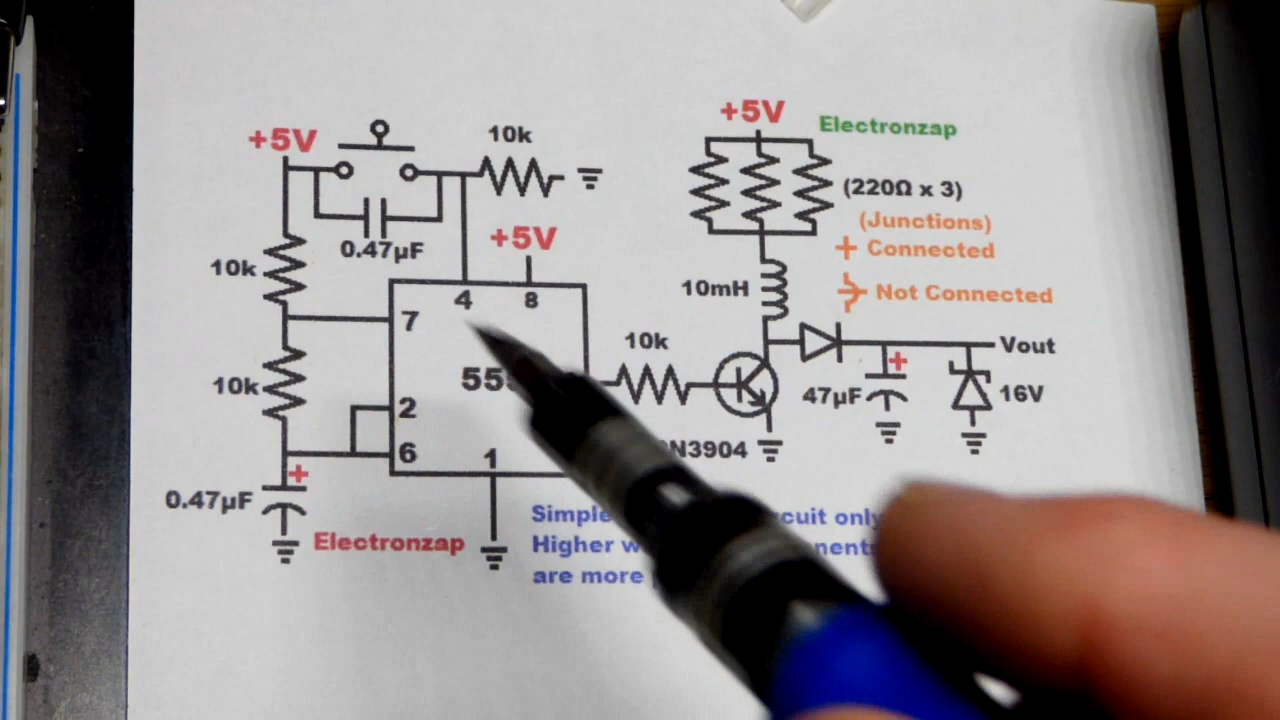 +5V
10k
0.47µF
+5V
10k
4
8
7
10k
2
6
1
+
0.47µF
Electronzap
10k
+5V
Electronzap
(220Ω x 3)
(Junctions)
Connected
Not Connected
10mH
Vout
+
47µF
16V
N3904
Simple
cuit only
Higher
are more